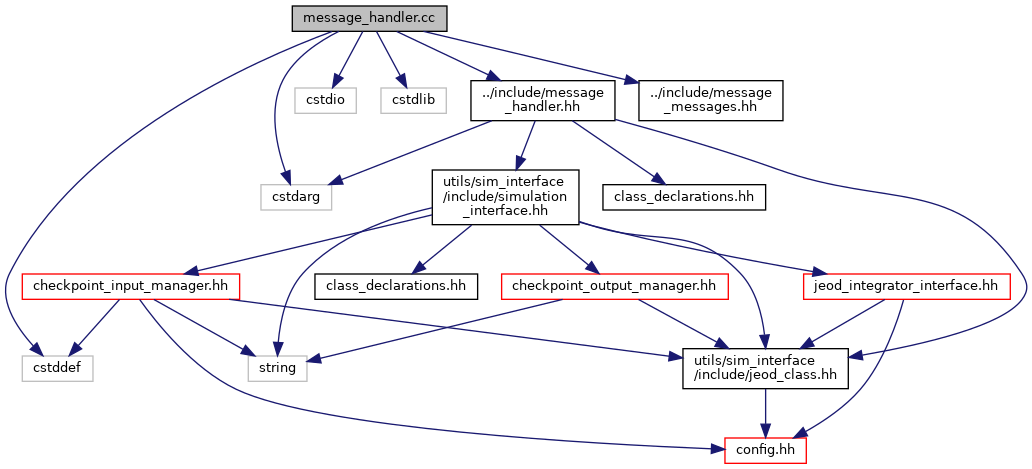 message_handler.cc
cstdio
cstdlib
../include/message
_handler.hh
../include/message
_messages.hh
cstdarg
utils/sim_interface
/include/simulation
_interface.hh
class_declarations.hh
checkpoint_input_manager.hh
class_declarations.hh
checkpoint_output_manager.hh
jeod_integrator_interface.hh
cstddef
string
utils/sim_interface
/include/jeod_class.hh
config.hh